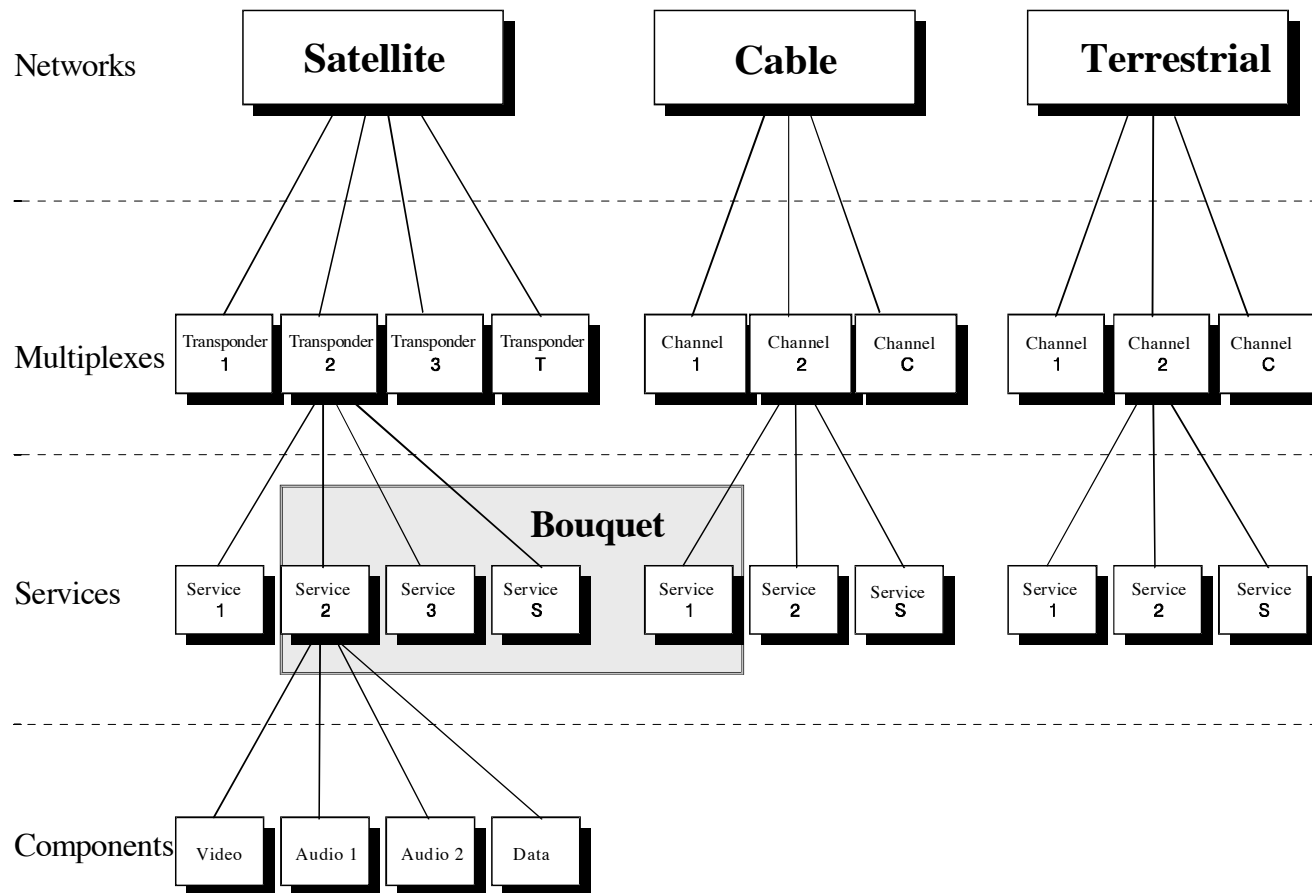 Networks
Satellite
Cable
Terrestrial
Multiplexes
Transponder
1
Transponder
2
Transponder
3
Transponder
T
Channel
1
Channel
2
Channel
C
Channel
1
Channel
2
Channel
C
Bouquet
Services
Service
1
Service
2
Service
3
Service
S
Service
1
Service
2
Service
S
Service
1
Service
2
Service
S
Components
Video
Audio 1
Audio 2
Data